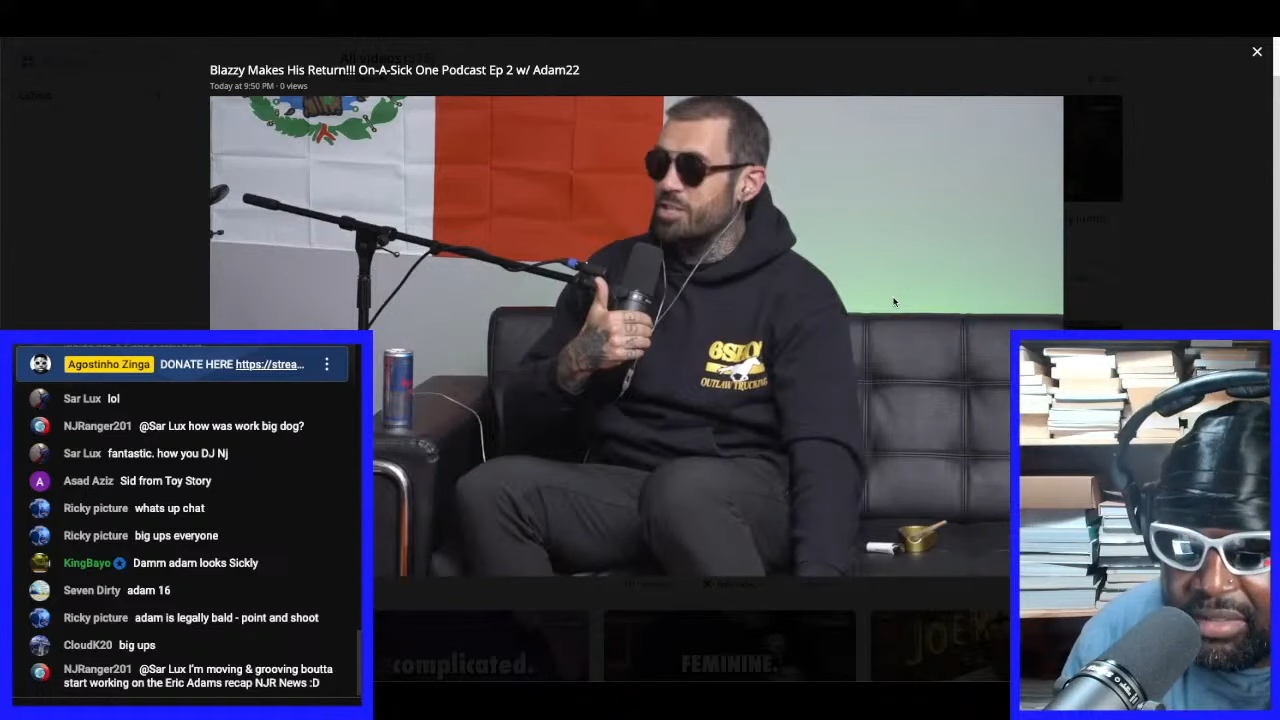 Blazzy Makes His Return!!! On-A-Sick One Podcast Ep 2 w/ Adam22
Today at 9:50 PM · 0 views
OUTLAW TRUCKING
Agostinho Zinga DONATE HERE https://strea...
Sar Lux lol
NJRanger201 @Sar Lux how was work big dog?
Sar Lux fantastic. how you DJ Nj
A Asad Aziz Sid from Toy Story
Ricky picture whats up chat
Ricky picture big ups everyone
KingBayo Damm adam looks Sickly
Seven Dirty adam 16
Ricky picture adam is legally bald - point and shoot
CloudK20 big ups
NJRanger201 @Sar Lux I'm moving & grooving boutta
start working on the Eric Adams recap NJR News :D
complicated.
FEMININE.